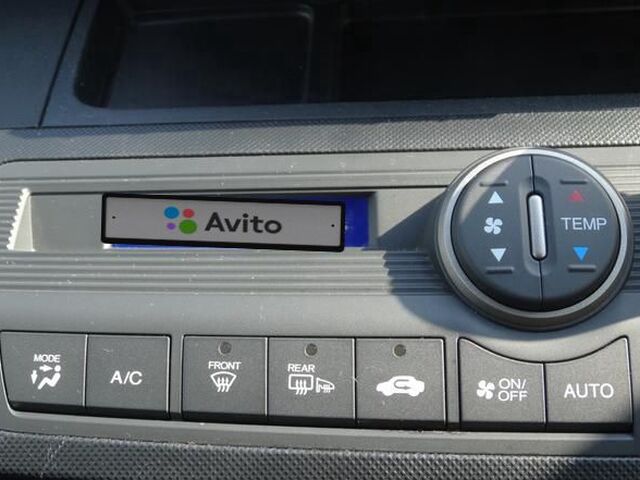 Avito
TEMP
MODE
A/C
FRONT
REAR
ON/
OFF
AUTO